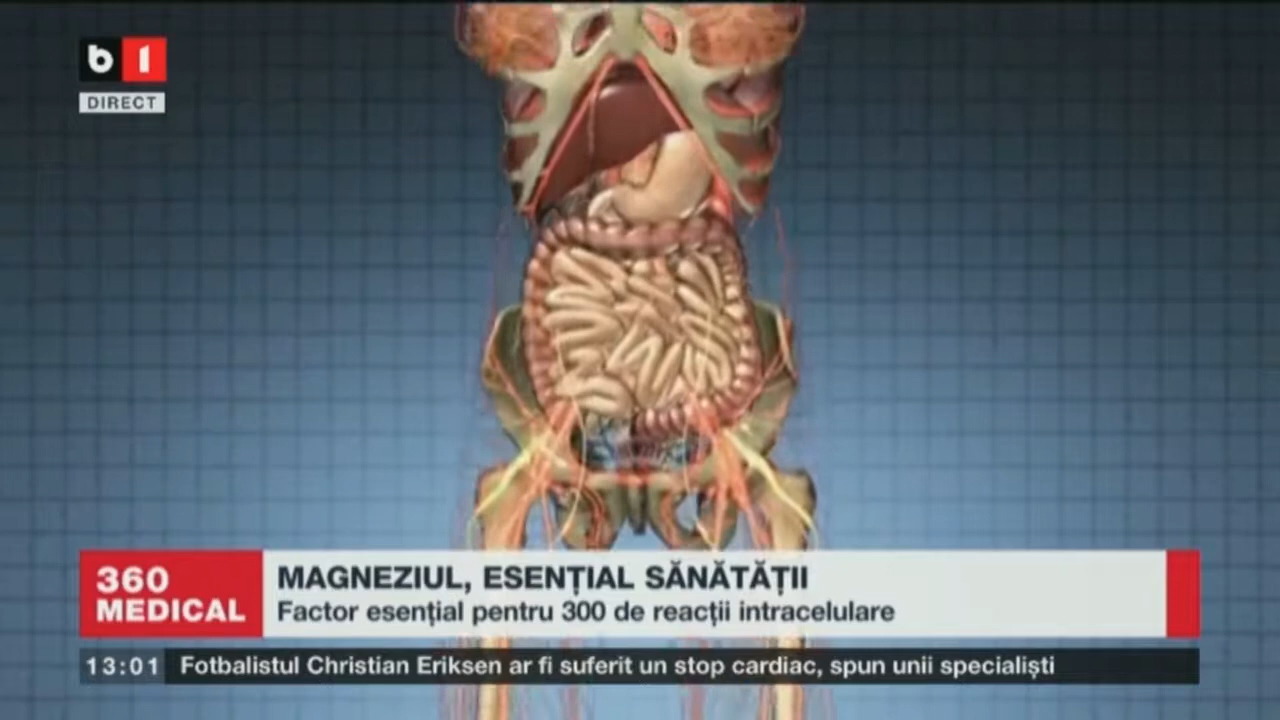 b1
DIRECT
360
MEDICAL
MAGNEZIUL, ESENȚIAL SĂNĂTĂȚII
Factor esențial pentru 300 de reacții intracelulare
13:01 Fotbalistul Christian Eriksen ar fi suferit un stop cardiac, spun unii specialiști